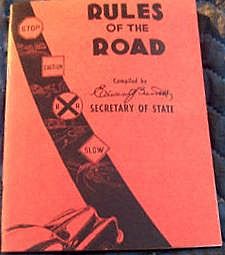 RULES
OF THE
ROAD
STOP
CAUTION
Compiled by
R R
SECRETARY OF STATE
SLOW